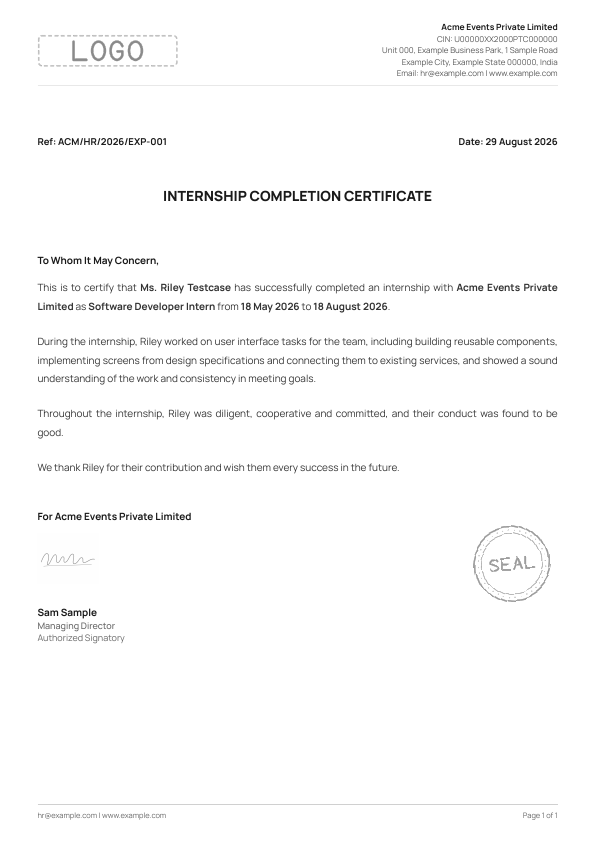 LOGO
Acme Events Private Limited
CIN: U00000XX2000PTC000000
Unit 000, Example Business Park, 1 Sample Road
Example City, Example State 000000, India
Email: hr@example.com | www.example.com
Ref: ACM/HR/2026/EXP-001
Date: 29 August 2026
INTERNSHIP COMPLETION CERTIFICATE
To Whom It May Concern,
This is to certify that Ms. Riley Testcase has successfully completed an internship with Acme Events Private
Limited as Software Developer Intern from 18 May 2026 to 18 August 2026.
During the internship, Riley worked on user interface tasks for the team, including building reusable components,
implementing screens from design specifications and connecting them to existing services, and showed a sound
understanding of the work and consistency in meeting goals.
Throughout the internship, Riley was diligent, cooperative and committed, and their conduct was found to be
good.
We thank Riley for their contribution and wish them every success in the future.
For Acme Events Private Limited
SEAL
Sam Sample
Managing Director
Authorized Signatory
hr@example.com | www.example.com
Page 1 of 1